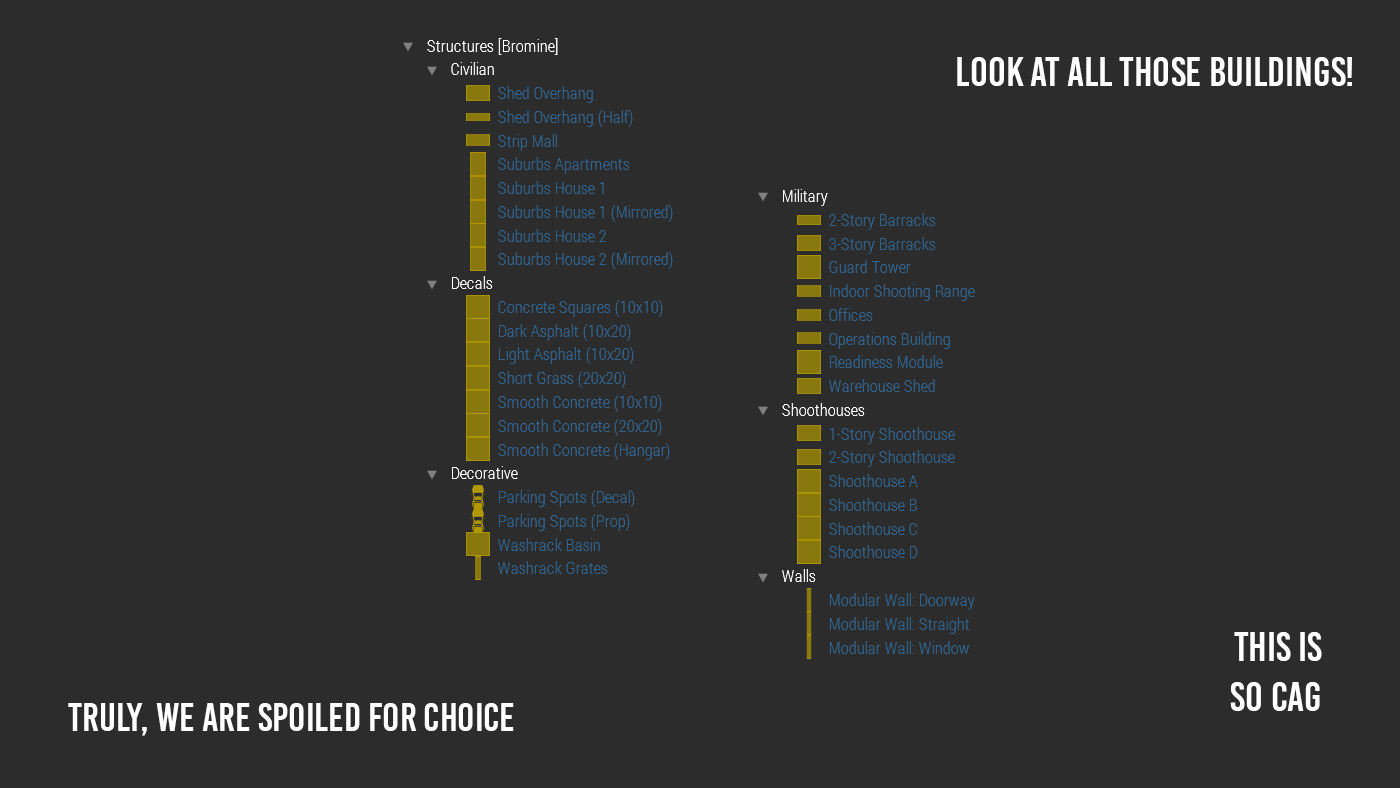 Structures [Bromine]
Civilian
Shed Overhang
Shed Overhang (Half)
Strip Mall
Suburbs Apartments
Suburbs House 1
Suburbs House 1 (Mirrored)
Suburbs House 2
Suburbs House 2 (Mirrored)
Decals
Concrete Squares (10x10)
Dark Asphalt (10x20)
Light Asphalt (10x20)
Short Grass (20x20)
Smooth Concrete (10x10)
Smooth Concrete (20x20)
Smooth Concrete (Hangar)
Decorative
Parking Spots (Decal)
Parking Spots (Prop)
Washrack Basin
Washrack Grates
LOOK AT ALL THOSE BUILDINGS!
Military
2-Story Barracks
3-Story Barracks
Guard Tower
Indoor Shooting Range
Offices
Operations Building
Readiness Module
Warehouse Shed
Shoothouses
1-Story Shoothouse
2-Story Shoothouse
Shoothouse A
Shoothouse B
Shoothouse C
Shoothouse D
Walls
Modular Wall: Doorway
Modular Wall: Straight
Modular Wall: Window
THIS IS
SO CAG
TRULY, WE ARE SPOILED FOR CHOICE